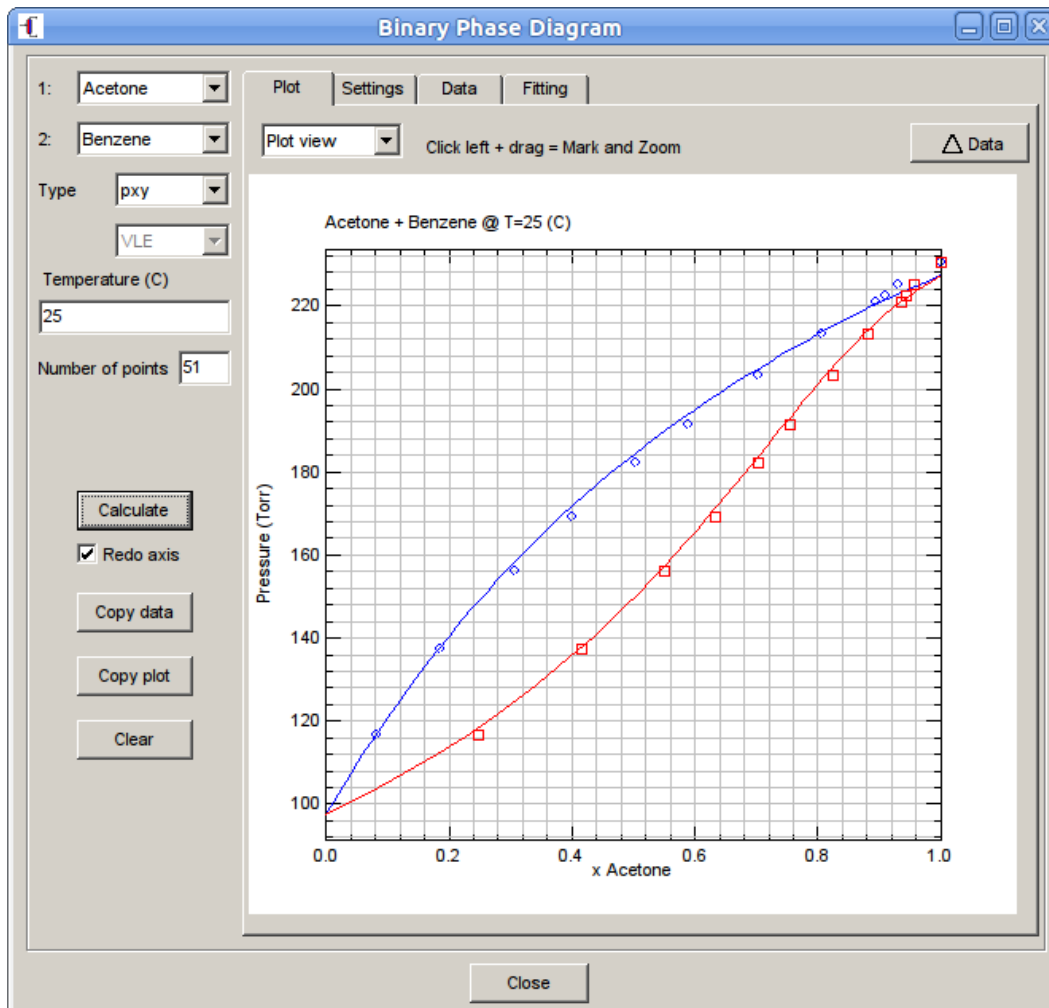 Binary Phase Diagram
1: Acetone
2: Benzene
Type pxy
VLE
Temperature (C)
25
Number of points 51
Calculate
Redo axis
Copy data
Copy plot
Clear
Plot Settings Data Fitting
Plot view Click left + drag = Mark and Zoom Data
Acetone + Benzene @ T=25 (C)
Pressure (Torr)
220
200
180
160
140
120
100
0.0 0.2 0.4 0.6 0.8 1.0
x Acetone
Close